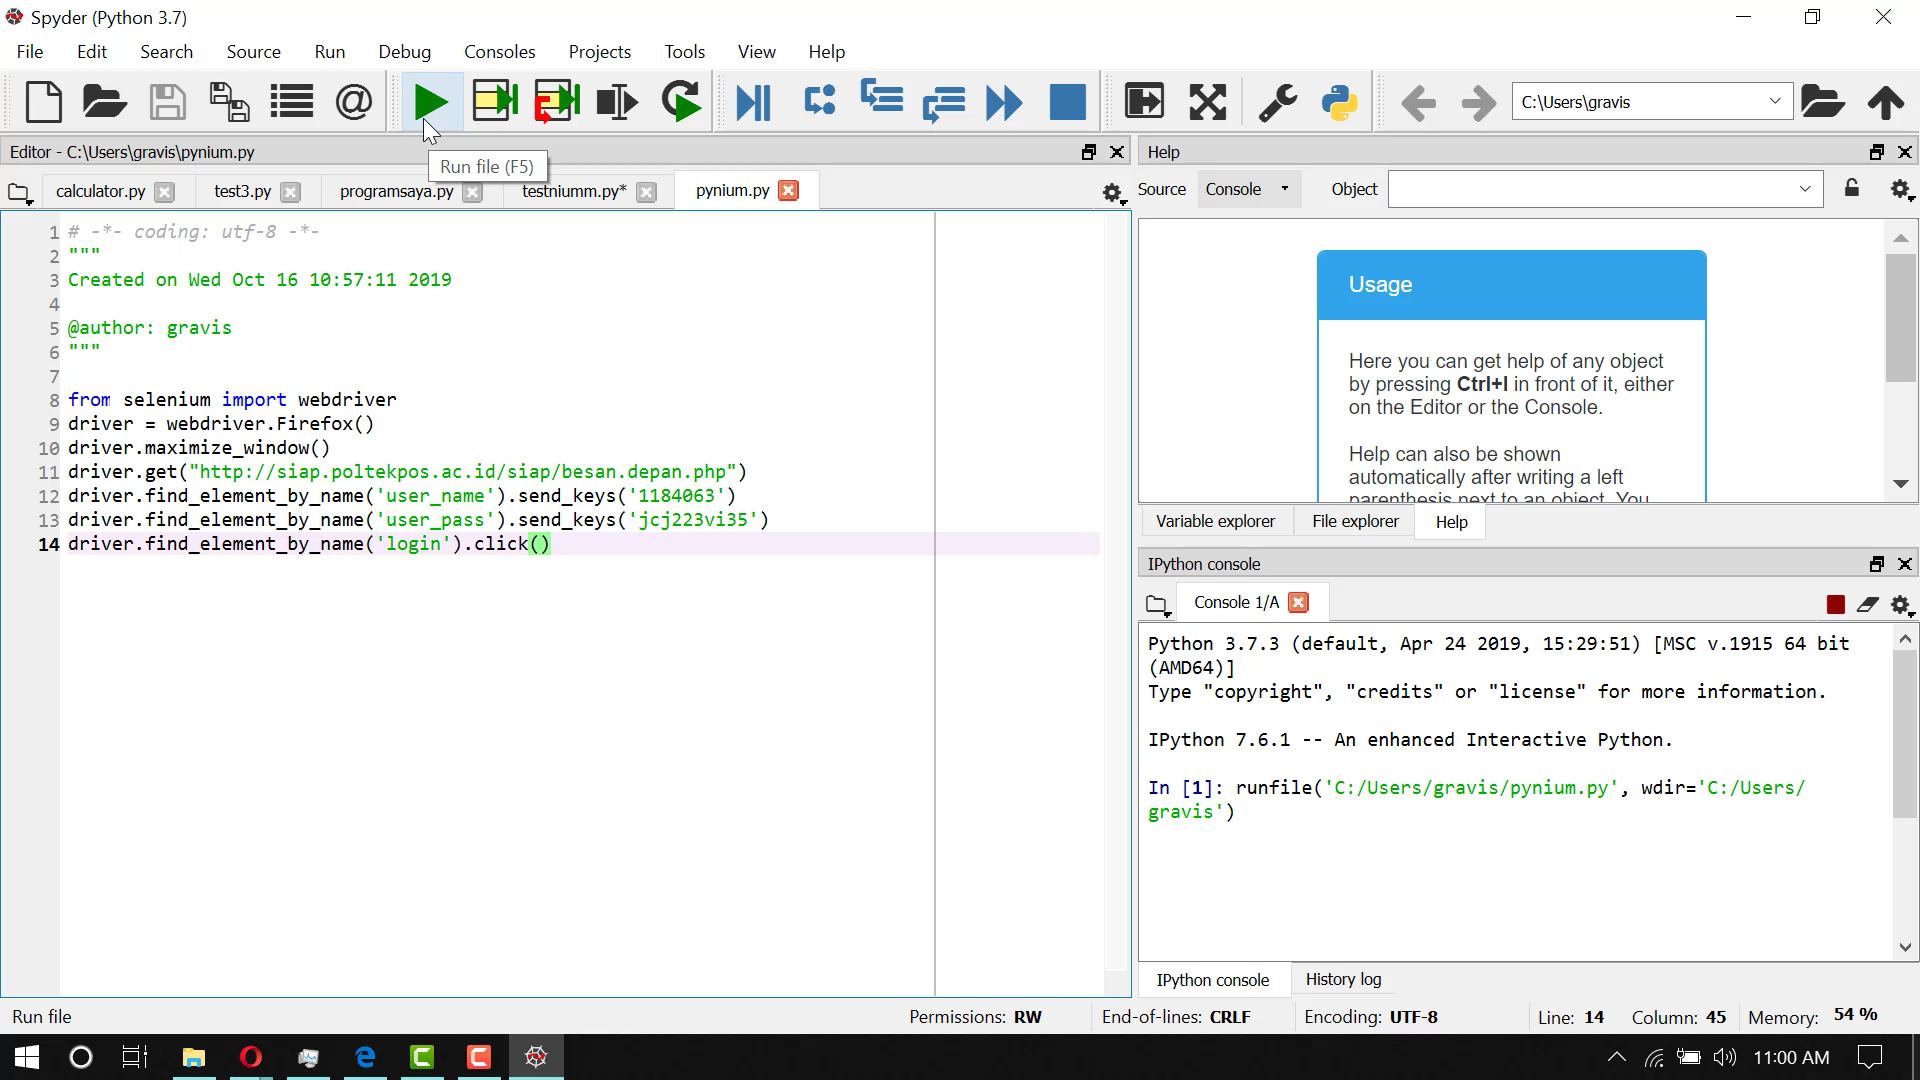 Spyder (Python 3.7)
File Edit Search Source Run Debug Consoles Projects Tools View Help
C:\Users\gravis
Editor - C:\Users\gravis\pynium.py
Run file (F5)
calculator.py test3.py programsaya.py testniumm.py* pynium.py
1 # -*- coding: utf-8 -*-
2 """
3 Created on Wed Oct 16 10:57:11 2019
4
5 @author: gravis
6 """
7
8 from selenium import webdriver
9 driver = webdriver.Firefox()
10 driver.maximize_window()
11 driver.get("http://siap.poltekpos.ac.id/siap/besan.depan.php")
12 driver.find_element_by_name('user_name').send_keys('1184063')
13 driver.find_element_by_name('user_pass').send_keys('jcj223vi35')
14 driver.find_element_by_name('login').click()
Help
Source Console Object
Usage
Here you can get help of any object
by pressing Ctrl+I in front of it, either
on the Editor or the Console.
Help can also be shown
automatically after writing a left
parenthesis next to an object. You
Variable explorer File explorer Help
IPython console
Console 1/A
Python 3.7.3 (default, Apr 24 2019, 15:29:51) [MSC v.1915 64 bit
(AMD64)]
Type "copyright", "credits" or "license" for more information.
IPython 7.6.1 -- An enhanced Interactive Python.
In [1]: runfile('C:/Users/gravis/pynium.py', wdir='C:/Users/
gravis')
IPython console History log
Run file Permissions: RW End-of-lines: CRLF Encoding: UTF-8 Line: 14 Column: 45 Memory: 54 %
11:00 AM